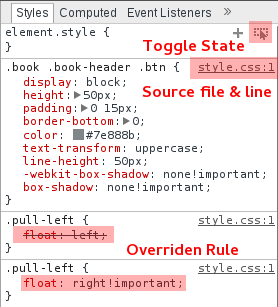 Styles Computed Event Listeners »
element.style {
}
Toggle State
.book .book-header .btn { style.css:1
Source file & line
display: block;
height:▶50px;
padding:▶0 15px;
border-bottom:▶0;
color: #7e888b;
text-transform: uppercase;
line-height: 50px;
-webkit-box-shadow: none!important;
box-shadow: none!important;
}
.pull-left { style.css:1
float: left;
}
Overriden Rule
.pull-left { style.css:1
float: right!important;
}